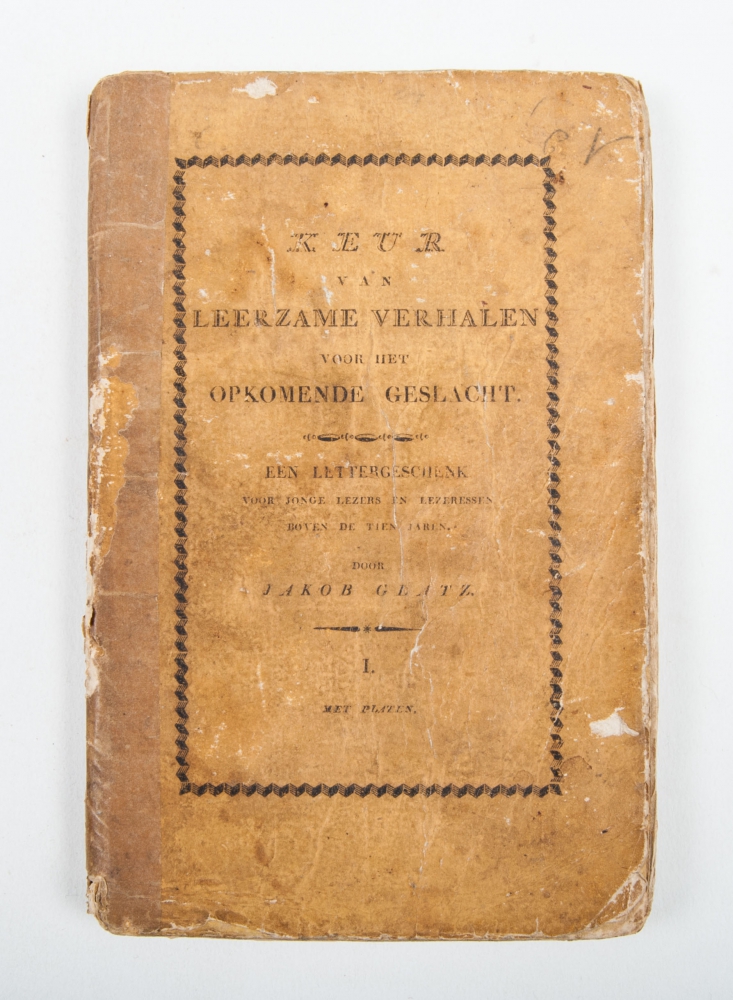 KEUR
VAN
LEERZAME VERHALEN
VOOR HET
OPKOMENDE GESLACHT.
EEN LETTERGESCHENK
VOOR JONGE LEZERS EN LEZERESSEN
BOVEN DE TIEN JAREN,
DOOR
JAKOB GLATZ.
I.
MET PLATEN.